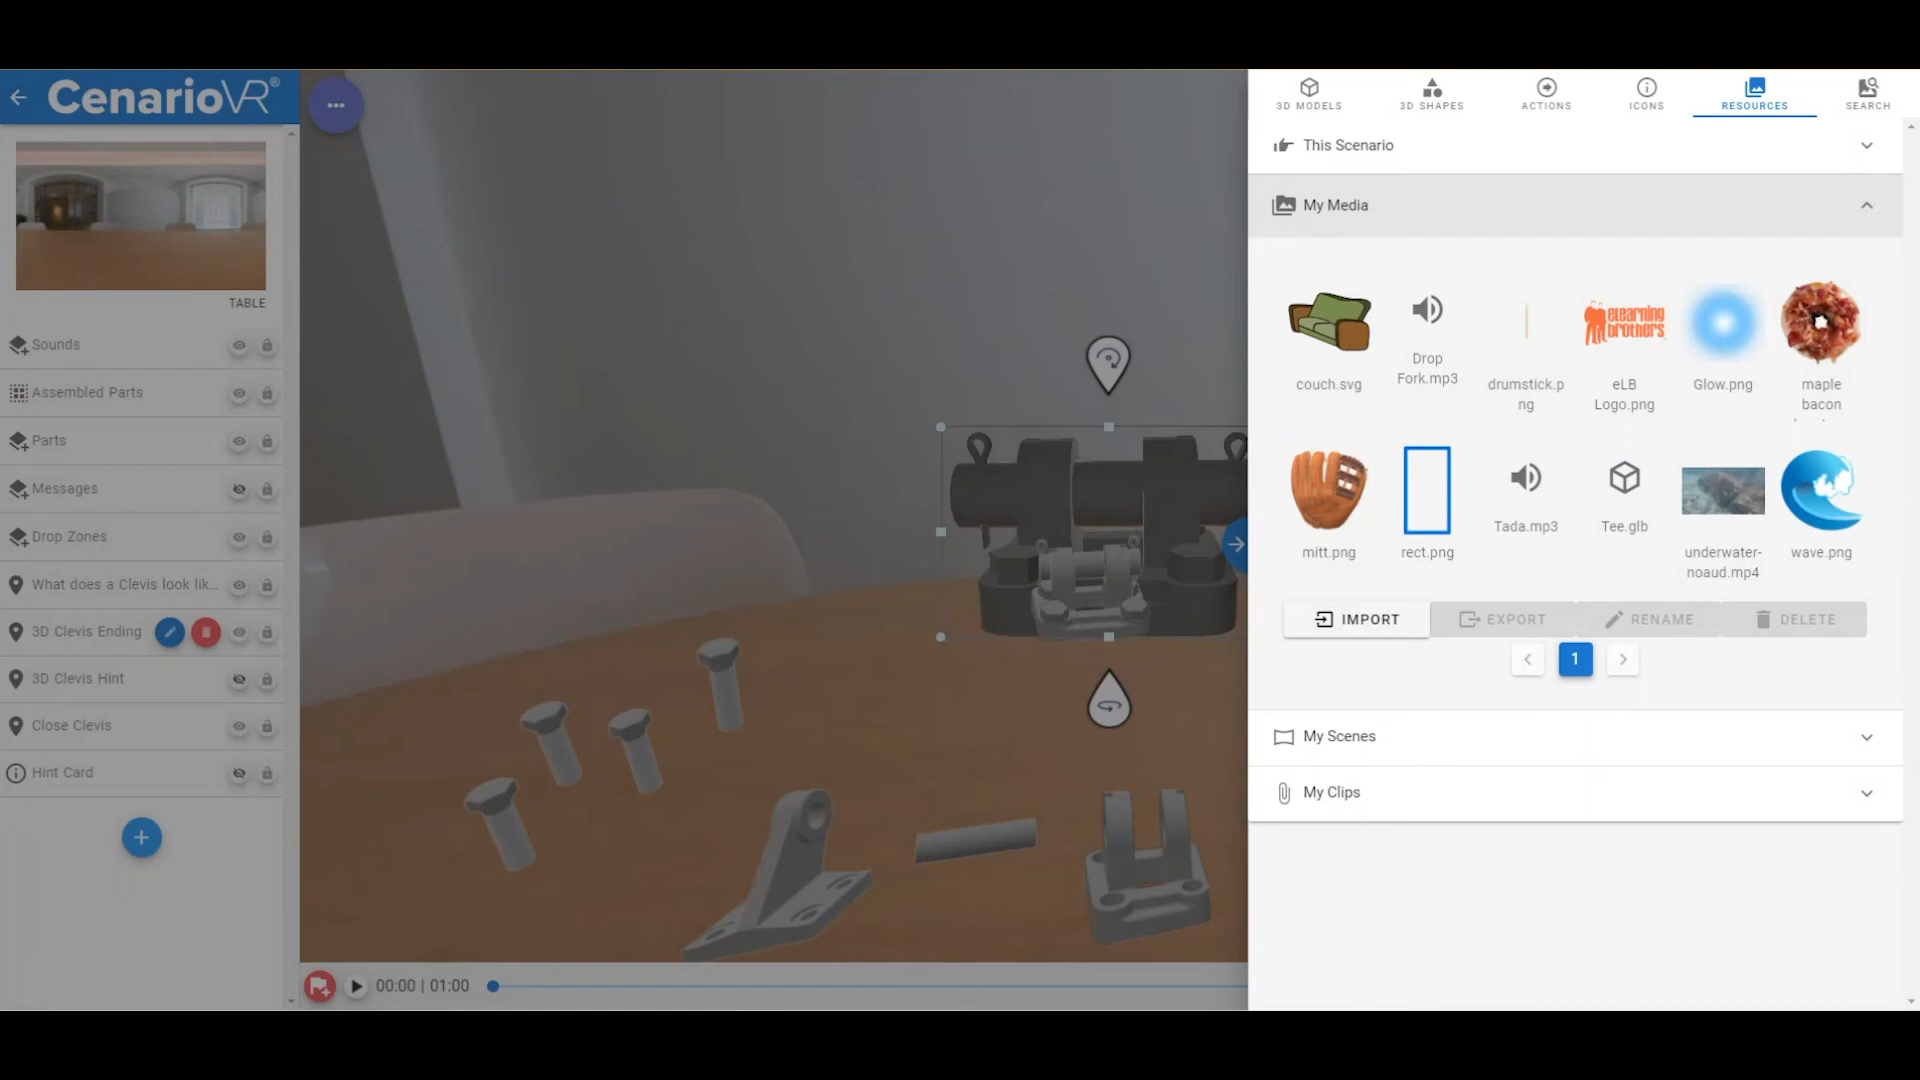 CenarioVR®
TABLE
Sounds
Assembled Parts
Parts
Messages
Drop Zones
What does a Clevis look lik...
3D Clevis Ending
3D Clevis Hint
Close Clevis
Hint Card
00:00 | 01:00
3D MODELS
3D SHAPES
ACTIONS
ICONS
RESOURCES
SEARCH
This Scenario
My Media
elearning
brothers
couch.svg
Drop
Fork.mp3
drumstick.p
ng
eLB
Logo.png
Glow.png
maple
bacon
mitt.png
rect.png
Tada.mp3
Tee.glb
underwater-
noaud.mp4
wave.png
IMPORT
EXPORT
RENAME
DELETE
1
My Scenes
My Clips